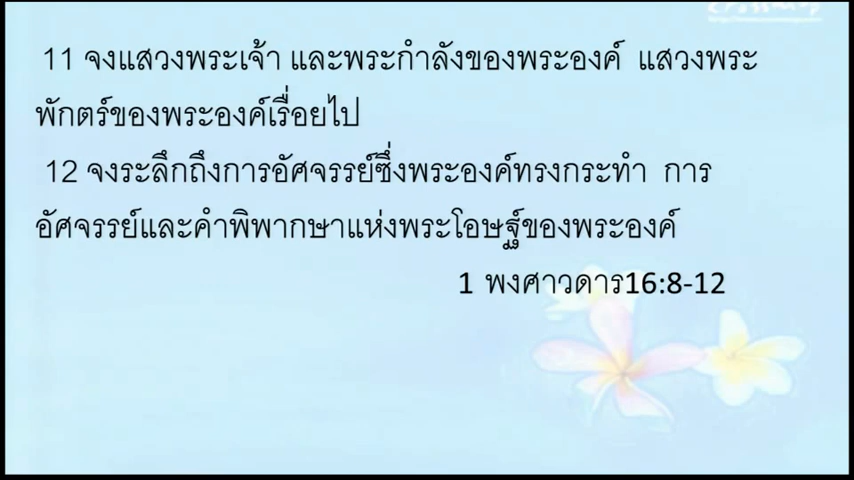 11 จงแสวงพระเจ้า และพระกำลังของพระองค์ แสวงพระ
พักตร์ของพระองค์เรื่อยไป
12 จงระลึกถึงการอัศจรรย์ซึ่งพระองค์ทรงกระทำ การ
อัศจรรย์และคำพิพากษาแห่งพระโอษฐ์ของพระองค์
1 พงศาวดาร16:8-12